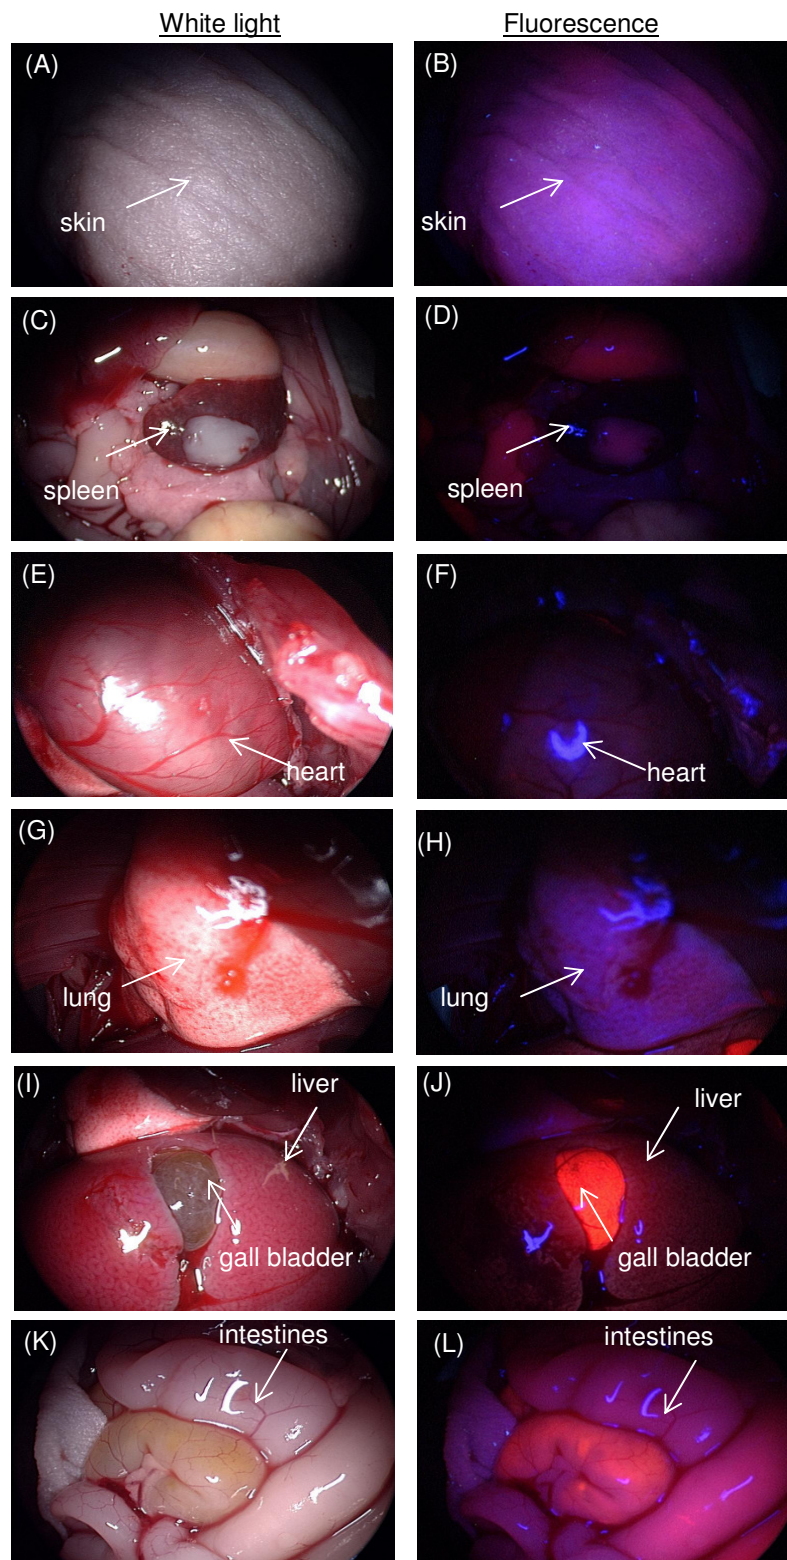 White light Fluorescence
(A) (B)
skin skin
(C) (D)
spleen spleen
(E) (F)
heart heart
(G) (H)
lung lung
(I) liver (J) liver
gall bladder gall bladder
(K) intestines (L) intestines